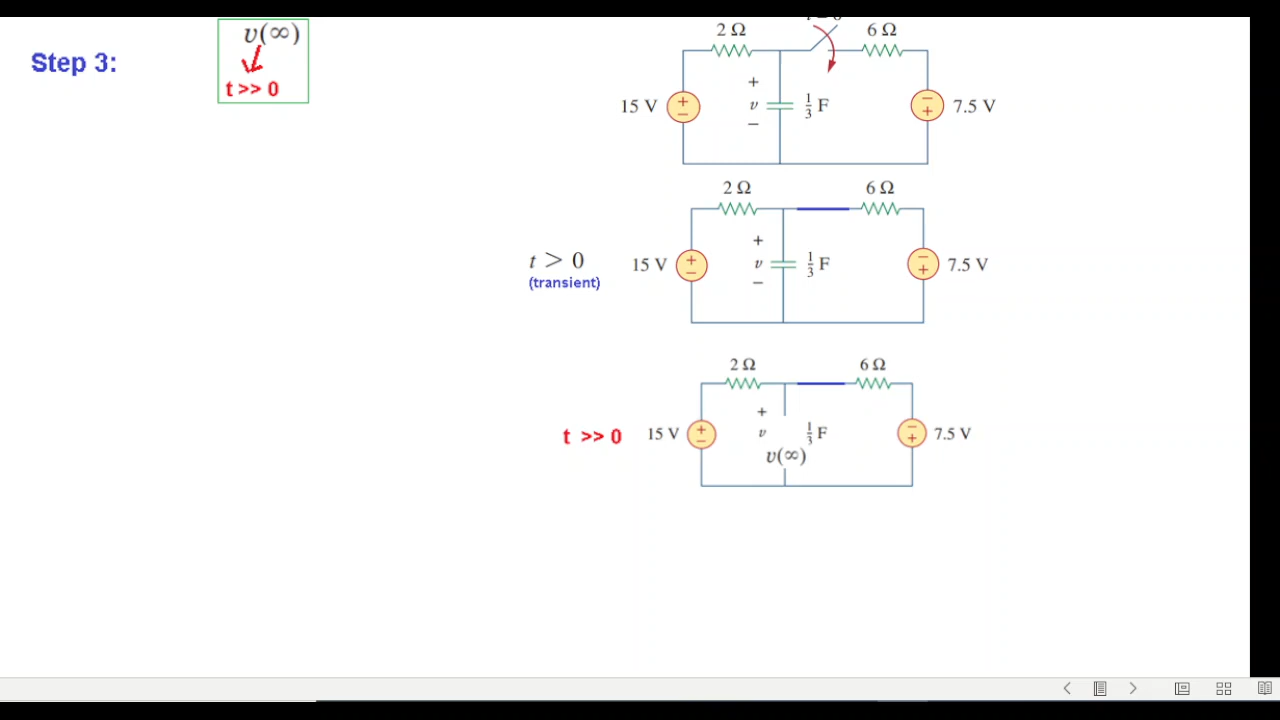 Step 3:
v(∞)
t >> 0
2 Ω
6 Ω
15 V
+
v
−
1/3 F
7.5 V
t > 0
(transient)
2 Ω
6 Ω
15 V
+
v
−
1/3 F
7.5 V
t >> 0
2 Ω
6 Ω
15 V
+
v
v(∞)
1/3 F
7.5 V